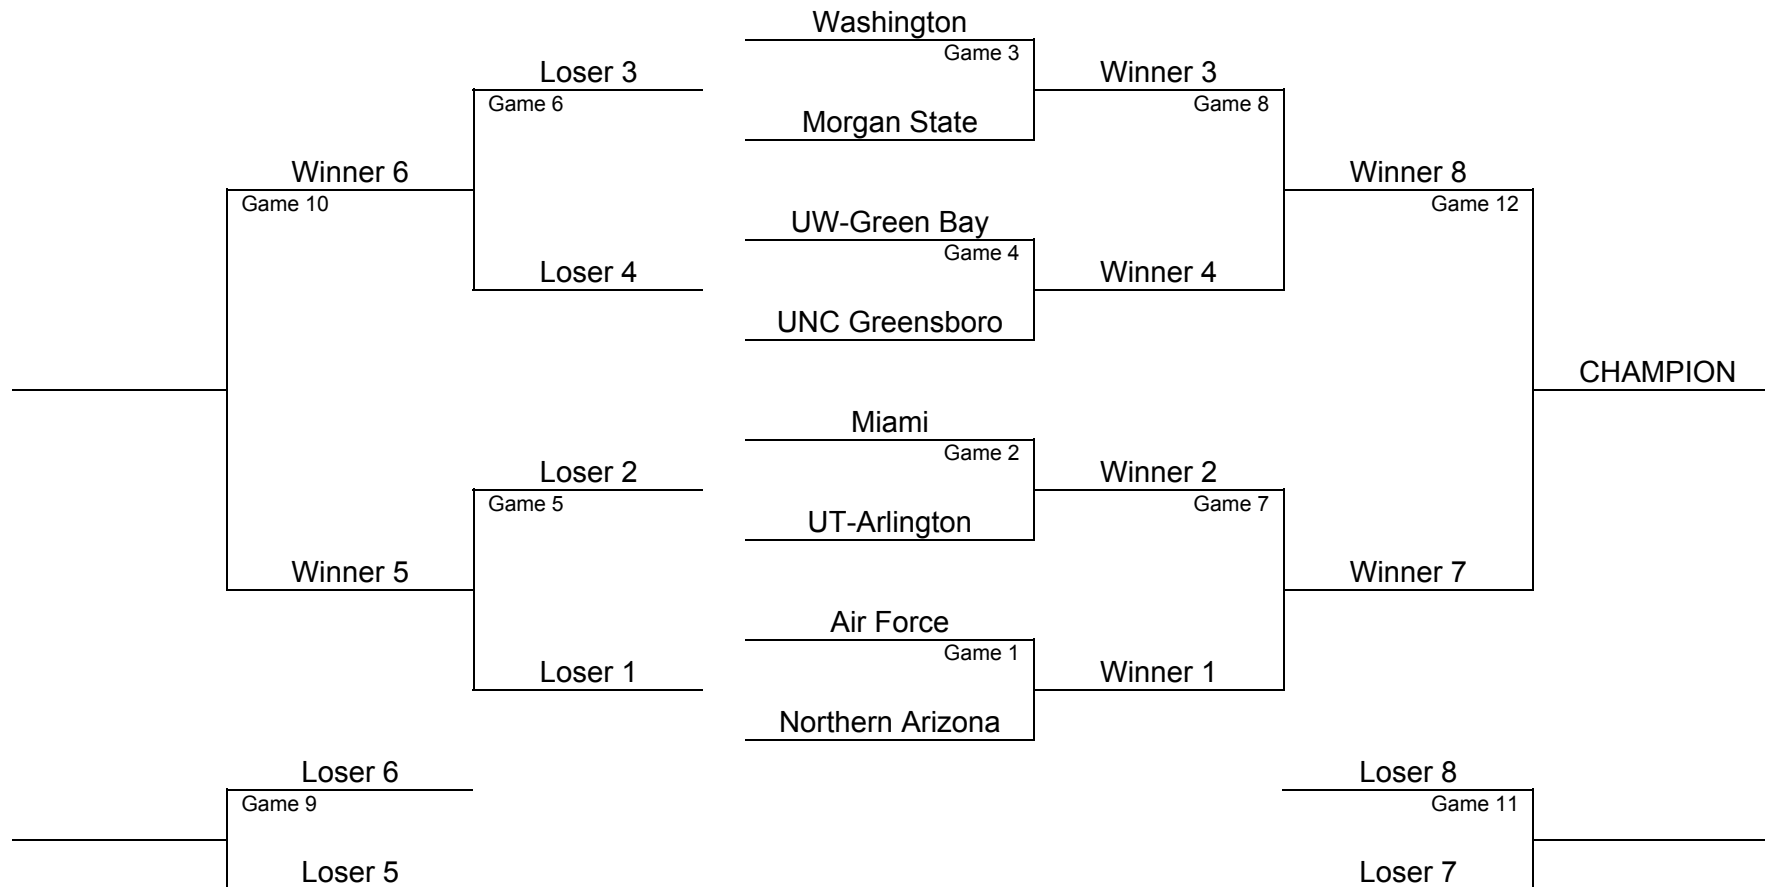 Washington
Game 3
Loser 3
Winner 3
Game 6
Game 8
Morgan State
Winner 6
Winner 8
Game 10
Game 12
UW-Green Bay
Game 4
Loser 4
Winner 4
UNC Greensboro
CHAMPION
Miami
Game 2
Loser 2
Winner 2
Game 5
Game 7
UT-Arlington
Winner 5
Winner 7
Air Force
Game 1
Loser 1
Winner 1
Northern Arizona
Loser 6
Loser 8
Game 9
Game 11
Loser 5
Loser 7